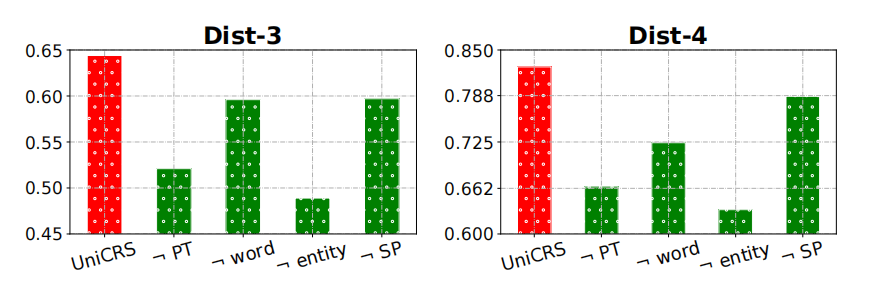 Dist-3
0.65
0.60
0.55
0.50
0.45
UniCRS
¬ PT
¬ word
¬ entity
¬ SP
Dist-4
0.850
0.788
0.725
0.662
0.600
UniCRS
¬ PT
¬ word
¬ entity
¬ SP